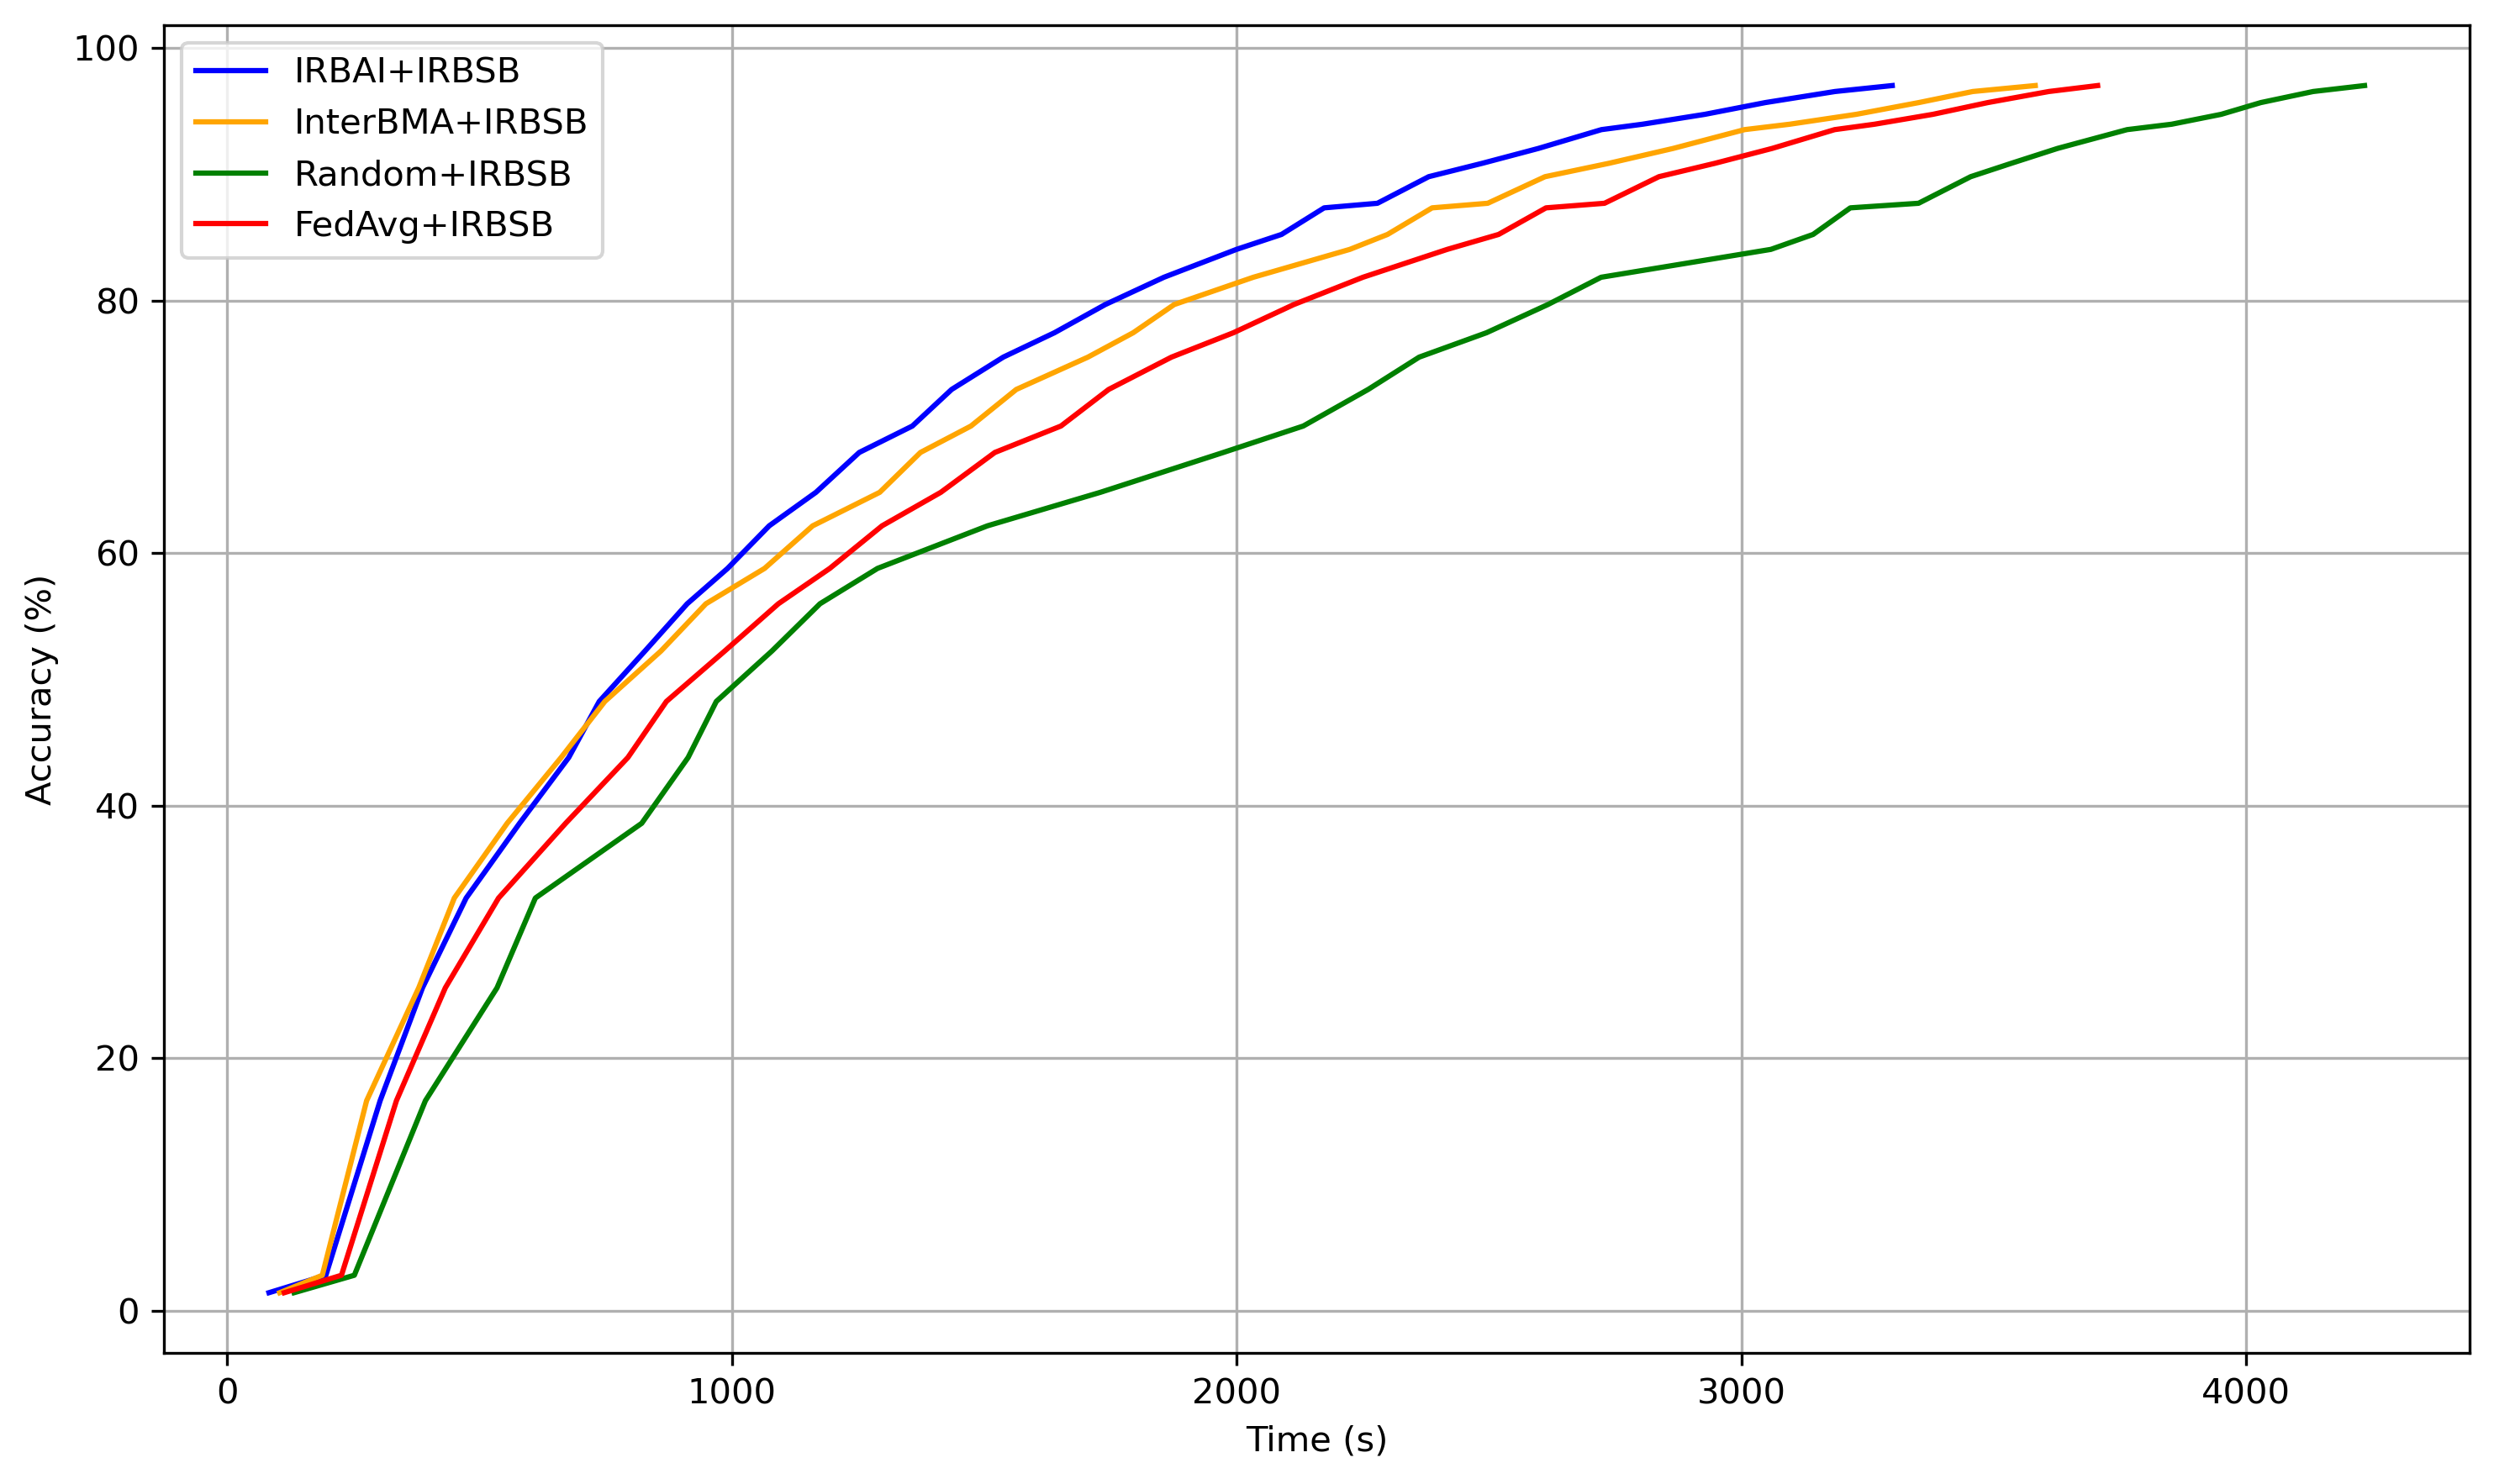 100
80
60
40
20
0
Accuracy (%)
IRBAI+IRBSB
InterBMA+IRBSB
Random+IRBSB
FedAvg+IRBSB
0 1000 2000 3000 4000
Time (s)